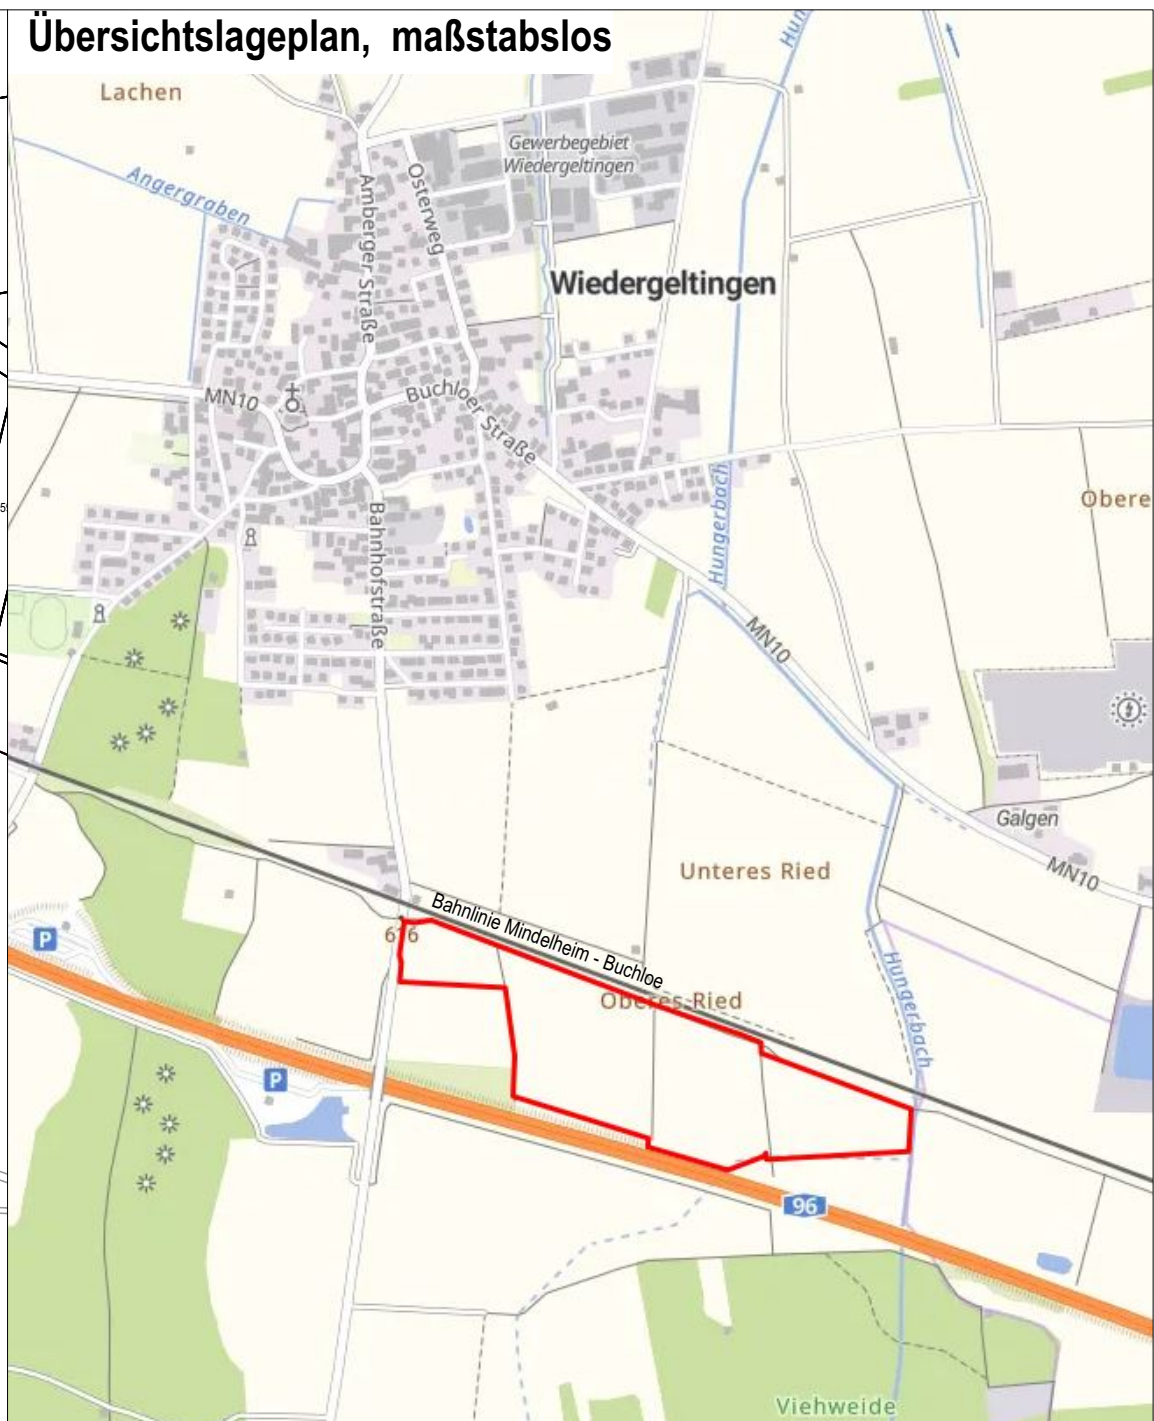 Übersichtslageplan, maßstabslos
Hun
Lachen
Gewerbegebiet
Wiedergeltingen
Angergraben
Amberger Straße
Osterweg
Wiedergeltingen
MN10
Buchloer Straße
Hungerbach
Obere
Bahnhofstraße
MN10
Galgen
MN10
Unteres Ried
P
616
Bahnlinie Mindelheim - Buchloe
Oberes Ried
Hungerbach
P
96
Viehweide